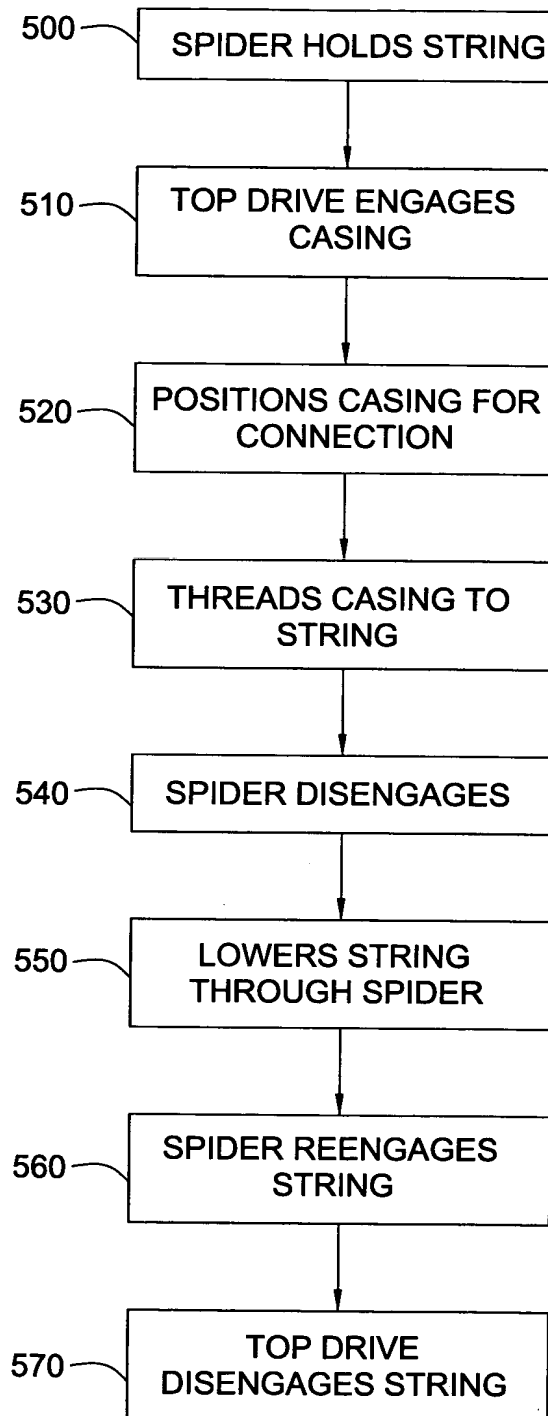 500
SPIDER HOLDS STRING
510
TOP DRIVE ENGAGES
CASING
520
POSITIONS CASING FOR
CONNECTION
530
THREADS CASING TO
STRING
540
SPIDER DISENGAGES
550
LOWERS STRING
THROUGH SPIDER
560
SPIDER REENGAGES
STRING
570
TOP DRIVE
DISENGAGES STRING